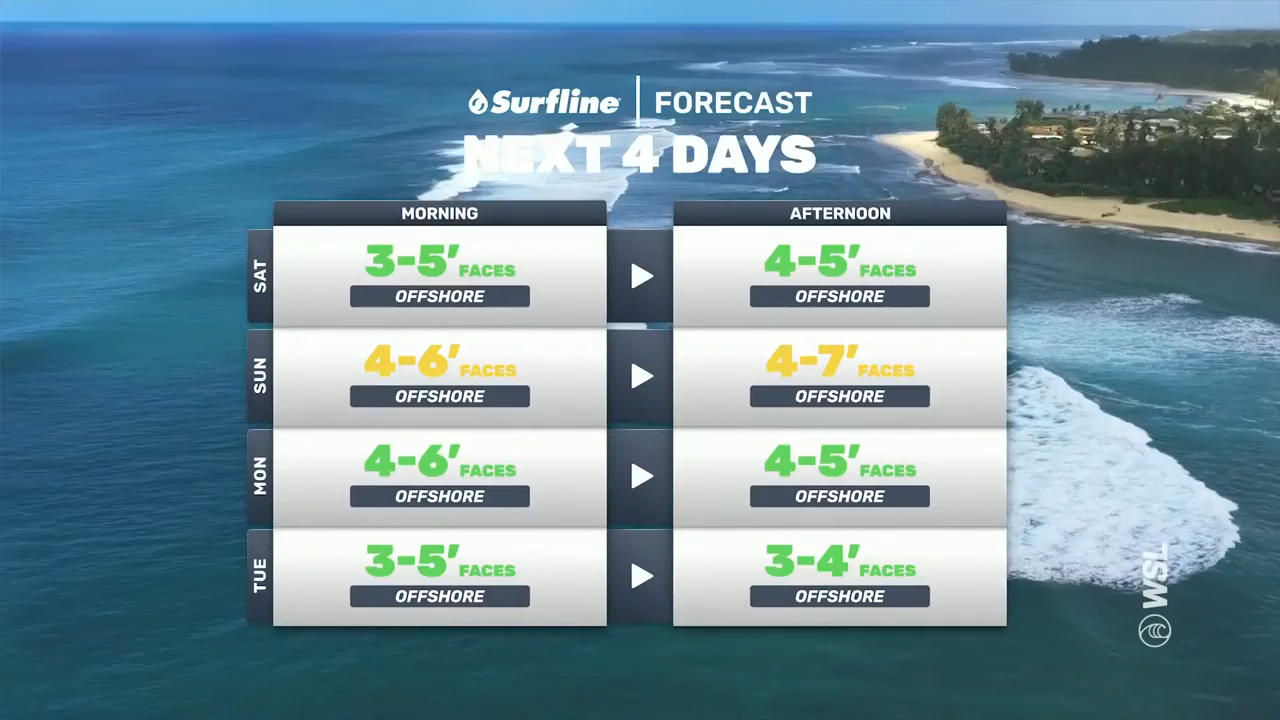 Surfline | FORECAST
NEXT 4 DAYS
MORNING AFTERNOON
SAT 3-5′ FACES 4-5′ FACES
OFFSHORE OFFSHORE
SUN 4-6′ FACES 4-7′ FACES
OFFSHORE OFFSHORE
MON 4-6′ FACES 4-5′ FACES
OFFSHORE OFFSHORE
TUE 3-5′ FACES 3-4′ FACES
OFFSHORE OFFSHORE
WSL